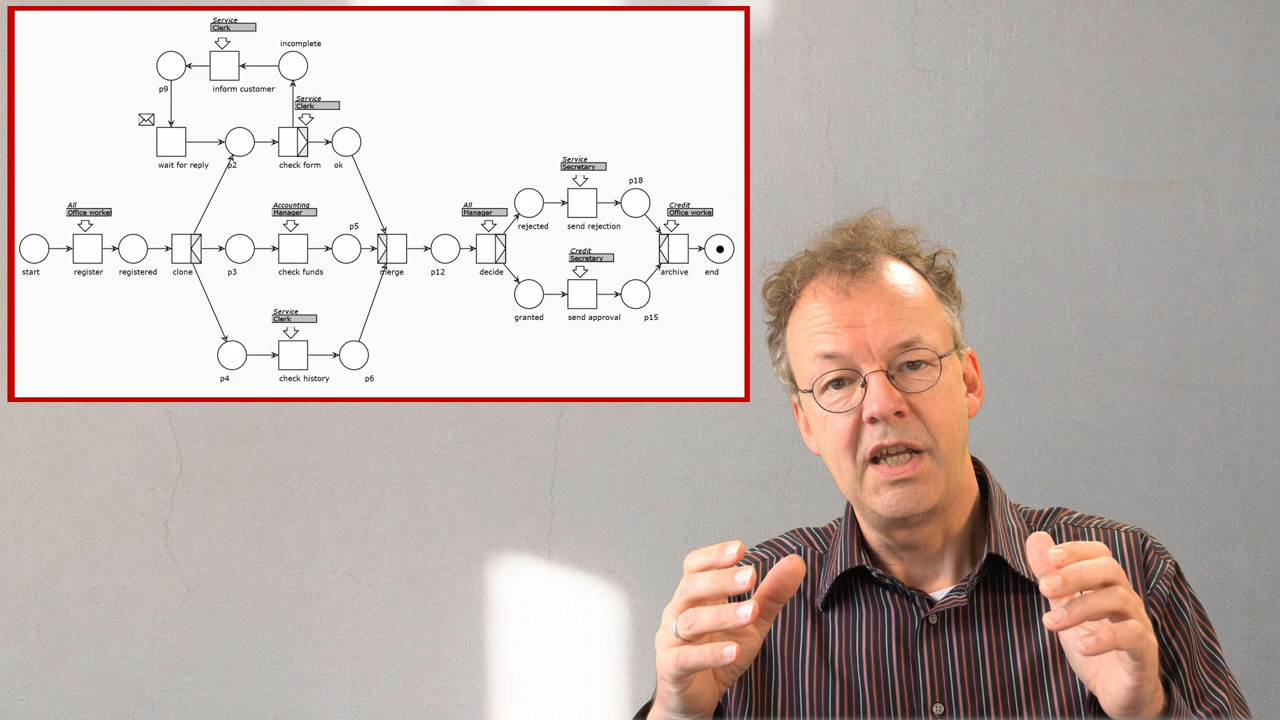 Service
Clerk
incomplete
p9
inform customer
Service
Clerk
wait for reply
p2
check form
ok
Service
Secretary
p18
All
Office worke
Accounting
Manager
All
Manager
Credit
Office worke
p5
rejected
send rejection
Credit
Secretary
start
register
registered
clone
p3
check funds
merge
p12
decide
archive
end
Service
Clerk
granted
send approval
p15
p4
check history
p6